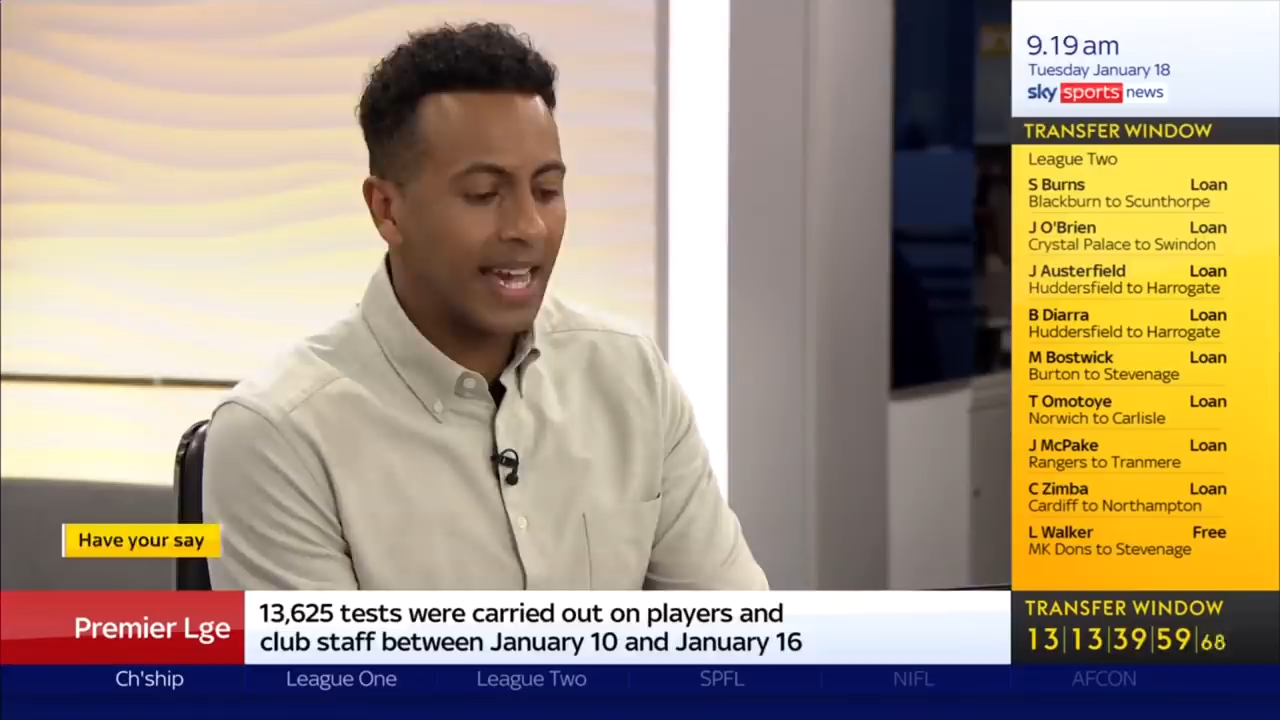 9.19 am
Tuesday January 18
sky sports news
TRANSFER WINDOW
League Two
S Burns Loan
Blackburn to Scunthorpe
J O'Brien Loan
Crystal Palace to Swindon
J Austerfield Loan
Huddersfield to Harrogate
B Diarra Loan
Huddersfield to Harrogate
M Bostwick Loan
Burton to Stevenage
T Omotoye Loan
Norwich to Carlisle
J McPake Loan
Rangers to Tranmere
C Zimba Loan
Cardiff to Northampton
L Walker Free
MK Dons to Stevenage
Have your say
Premier Lge
13,625 tests were carried out on players and
club staff between January 10 and January 16
TRANSFER WINDOW
13|13|39|59|68
Ch'ship League One League Two SPFL NIFL AFCON